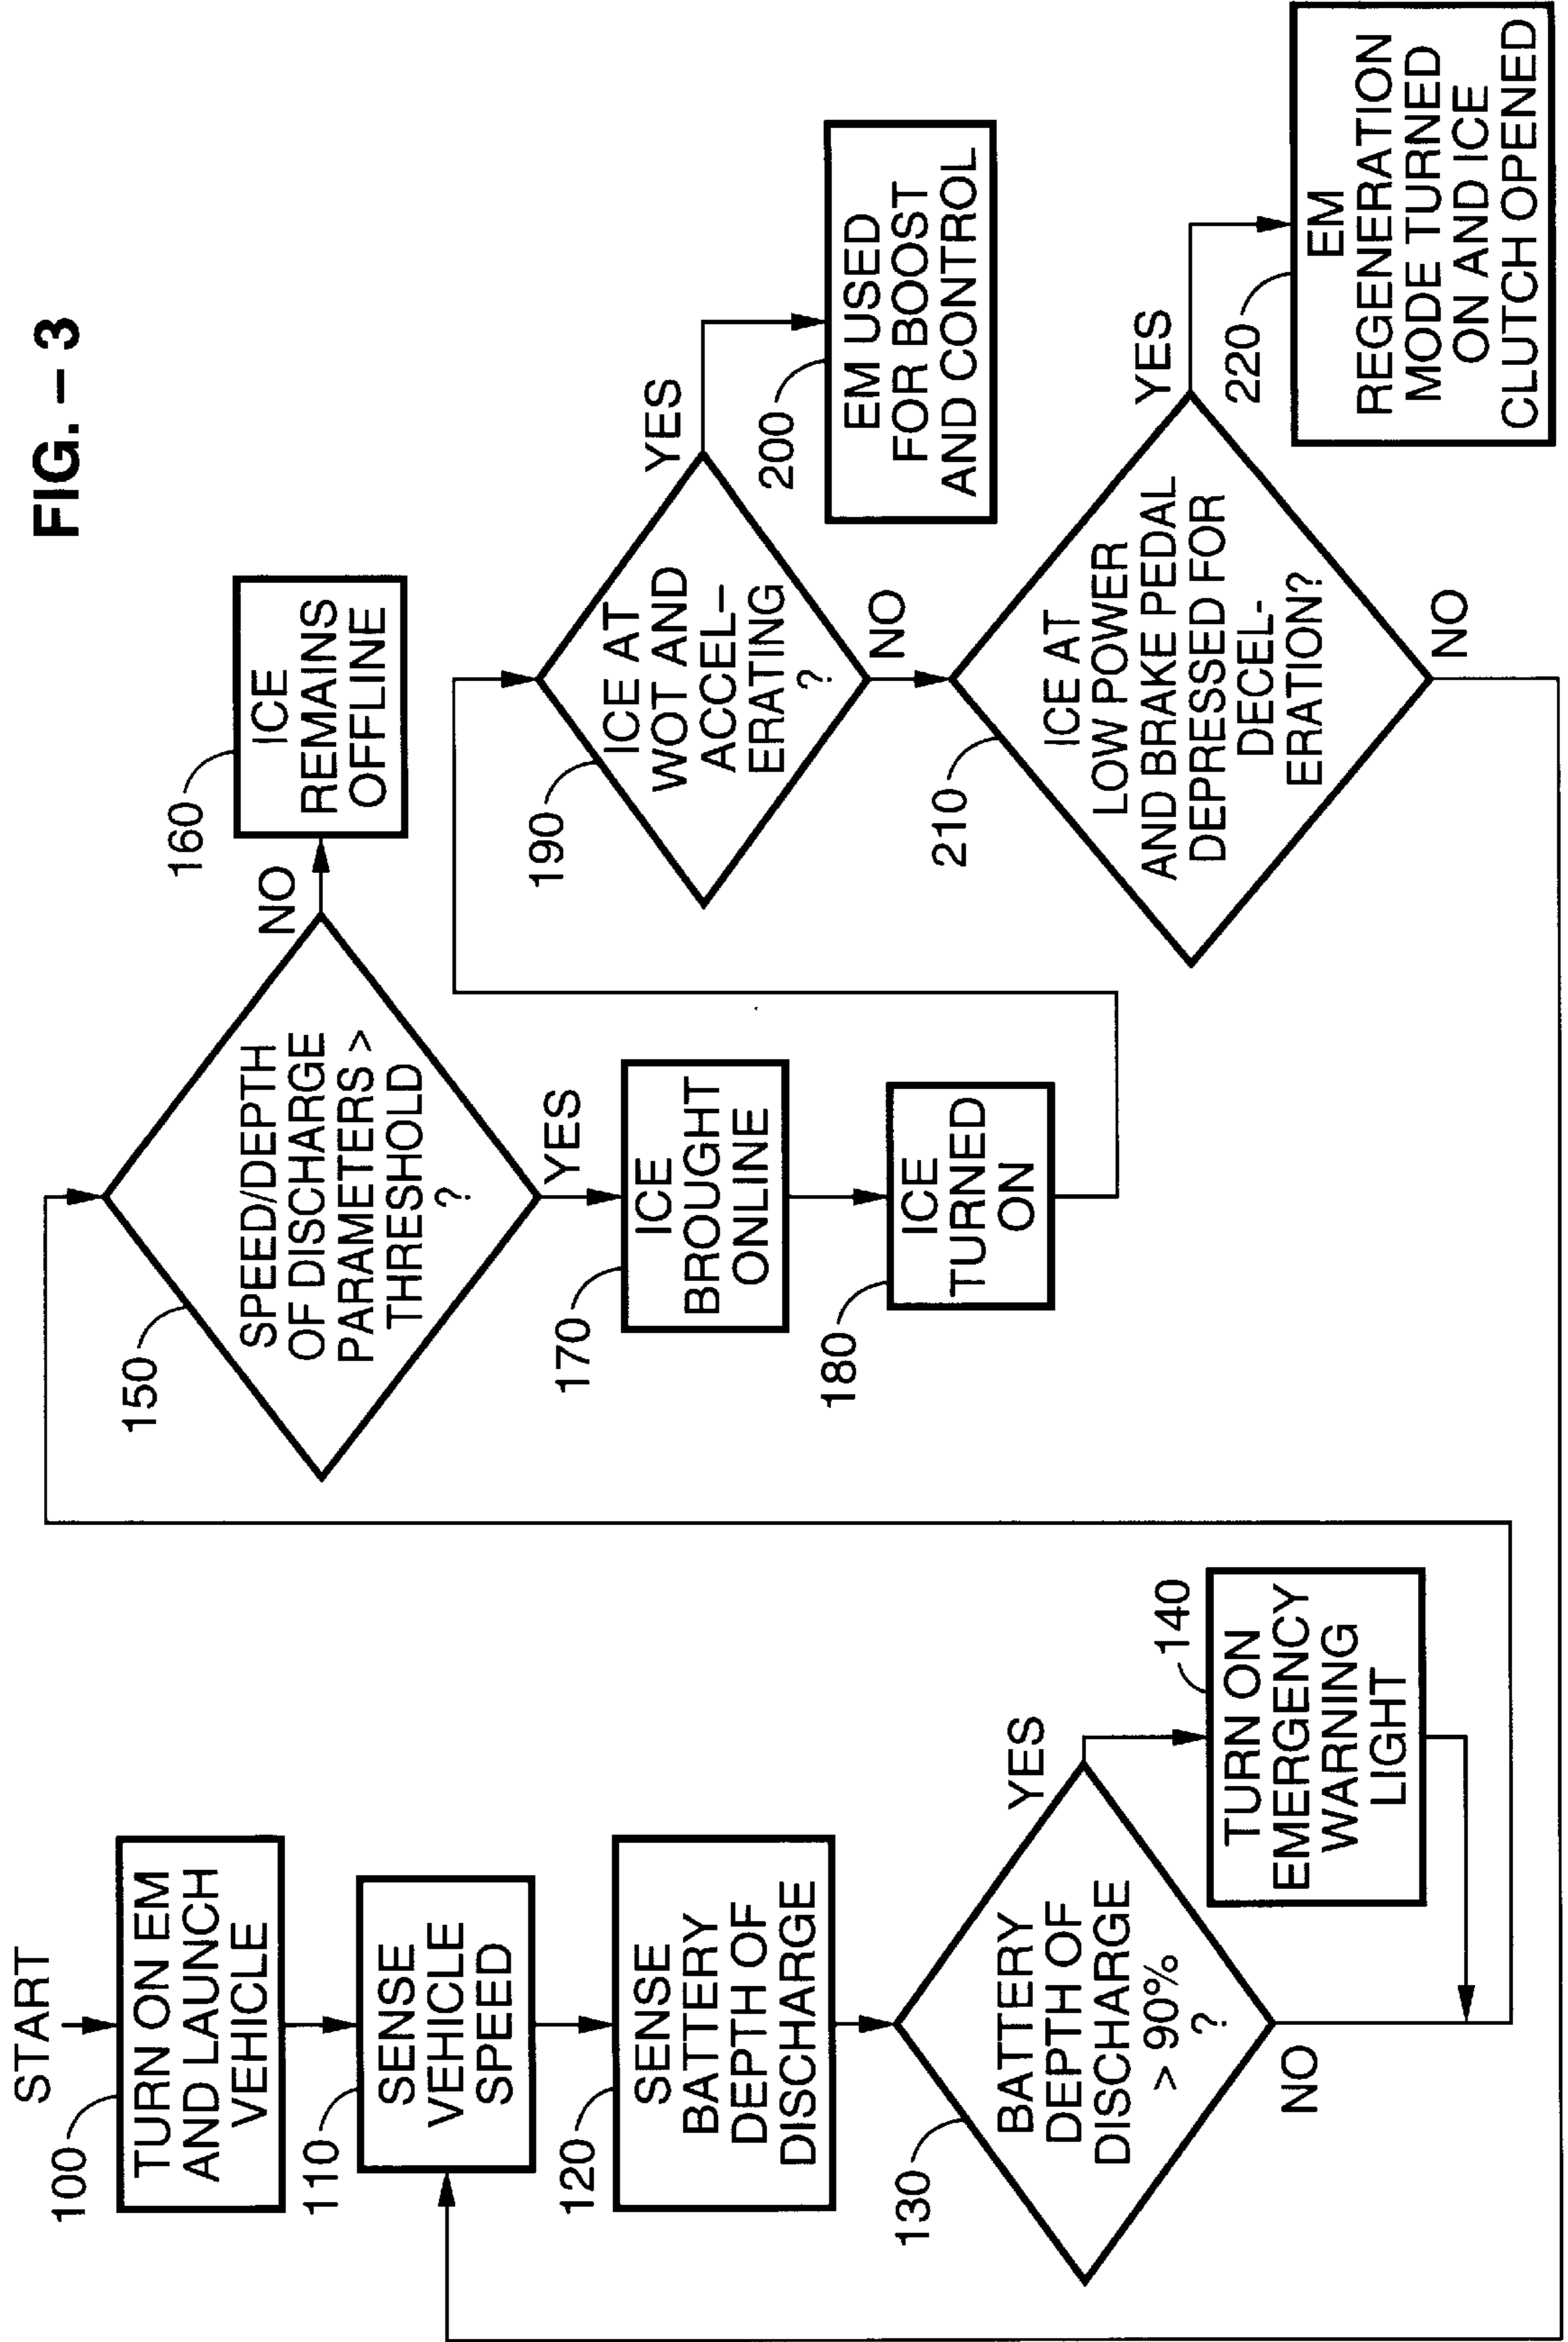 FIG. – 3
START
100
TURN ON EM
AND LAUNCH
VEHICLE
110
SENSE
VEHICLE
SPEED
120
SENSE
BATTERY
DEPTH OF
DISCHARGE
130
BATTERY
DEPTH OF
DISCHARGE
> 90%
?
YES
NO
140
TURN ON
EMERGENCY
WARNING
LIGHT
150
SPEED/DEPTH
OF DISCHARGE
PARAMETERS >
THRESHOLD
?
NO
YES
160
ICE
REMAINS
OFFLINE
170
ICE
BROUGHT
ONLINE
180
ICE
TURNED
ON
190
ICE AT
WOT AND
ACCEL–
ERATING
?
YES
NO
200
EM USED
FOR BOOST
AND CONTROL
210
ICE AT
LOW POWER
AND BRAKE PEDAL
DEPRESSED FOR
DECEL-
ERATION?
YES
NO
220
EM
REGENERATION
MODE TURNED
ON AND ICE
CLUTCH OPENED